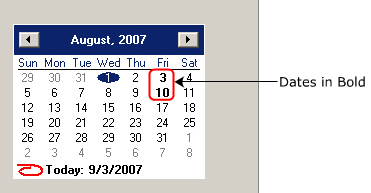 August, 2007
Sun Mon Tue Wed Thu Fri Sat
29 30 31 1 2 3 4
5 6 7 8 9 10 11
Dates in Bold
12 13 14 15 16 17 18
19 20 21 22 23 24 25
26 27 28 29 30 31 1
2 3 4 5 6 7 8
Today: 9/3/2007